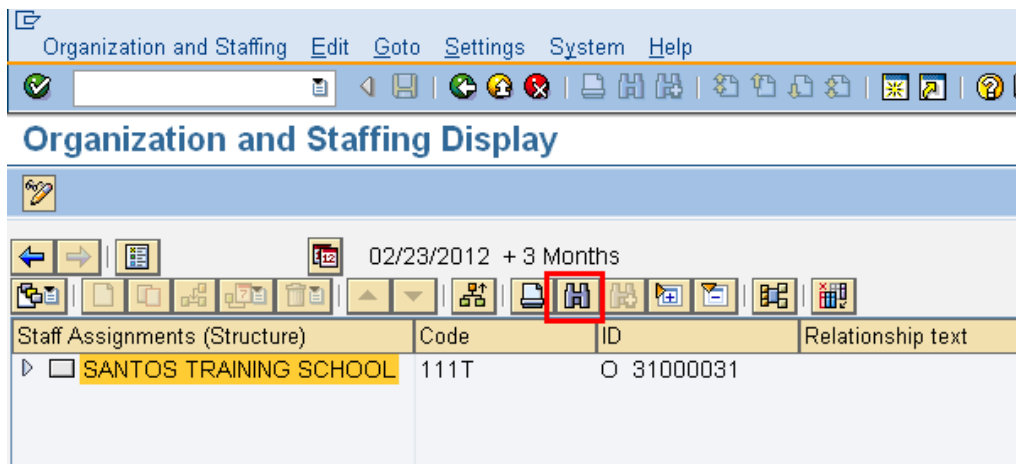 Organization and Staffing Edit Goto Settings System Help
Organization and Staffing Display
02/23/2012 + 3 Months
Staff Assignments (Structure) Code ID Relationship text
SANTOS TRAINING SCHOOL 111T O 31000031